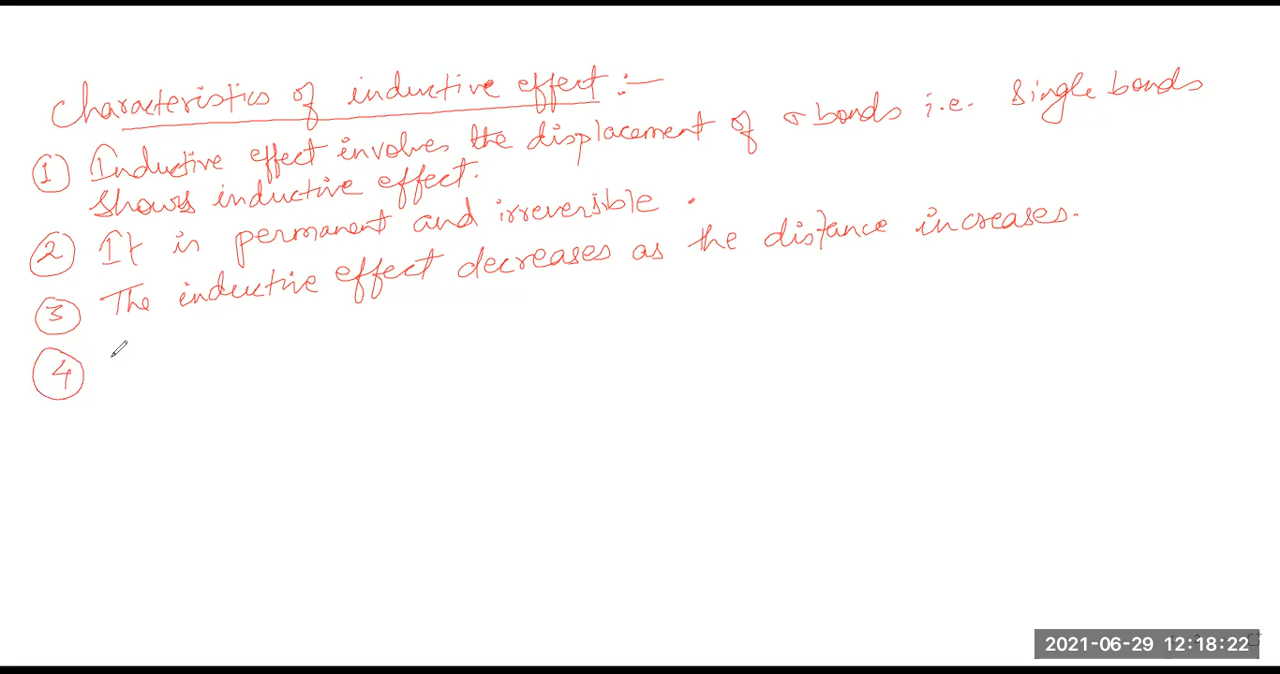 Characteristics of inductive effect :-
① Inductive effect involves the displacement of σ bonds i.e. Single bonds
shows inductive effect.
② It is permanent and irreversible .
③ The inductive effect decreases as the distance increases.
④
2021-06-29 12:18:22